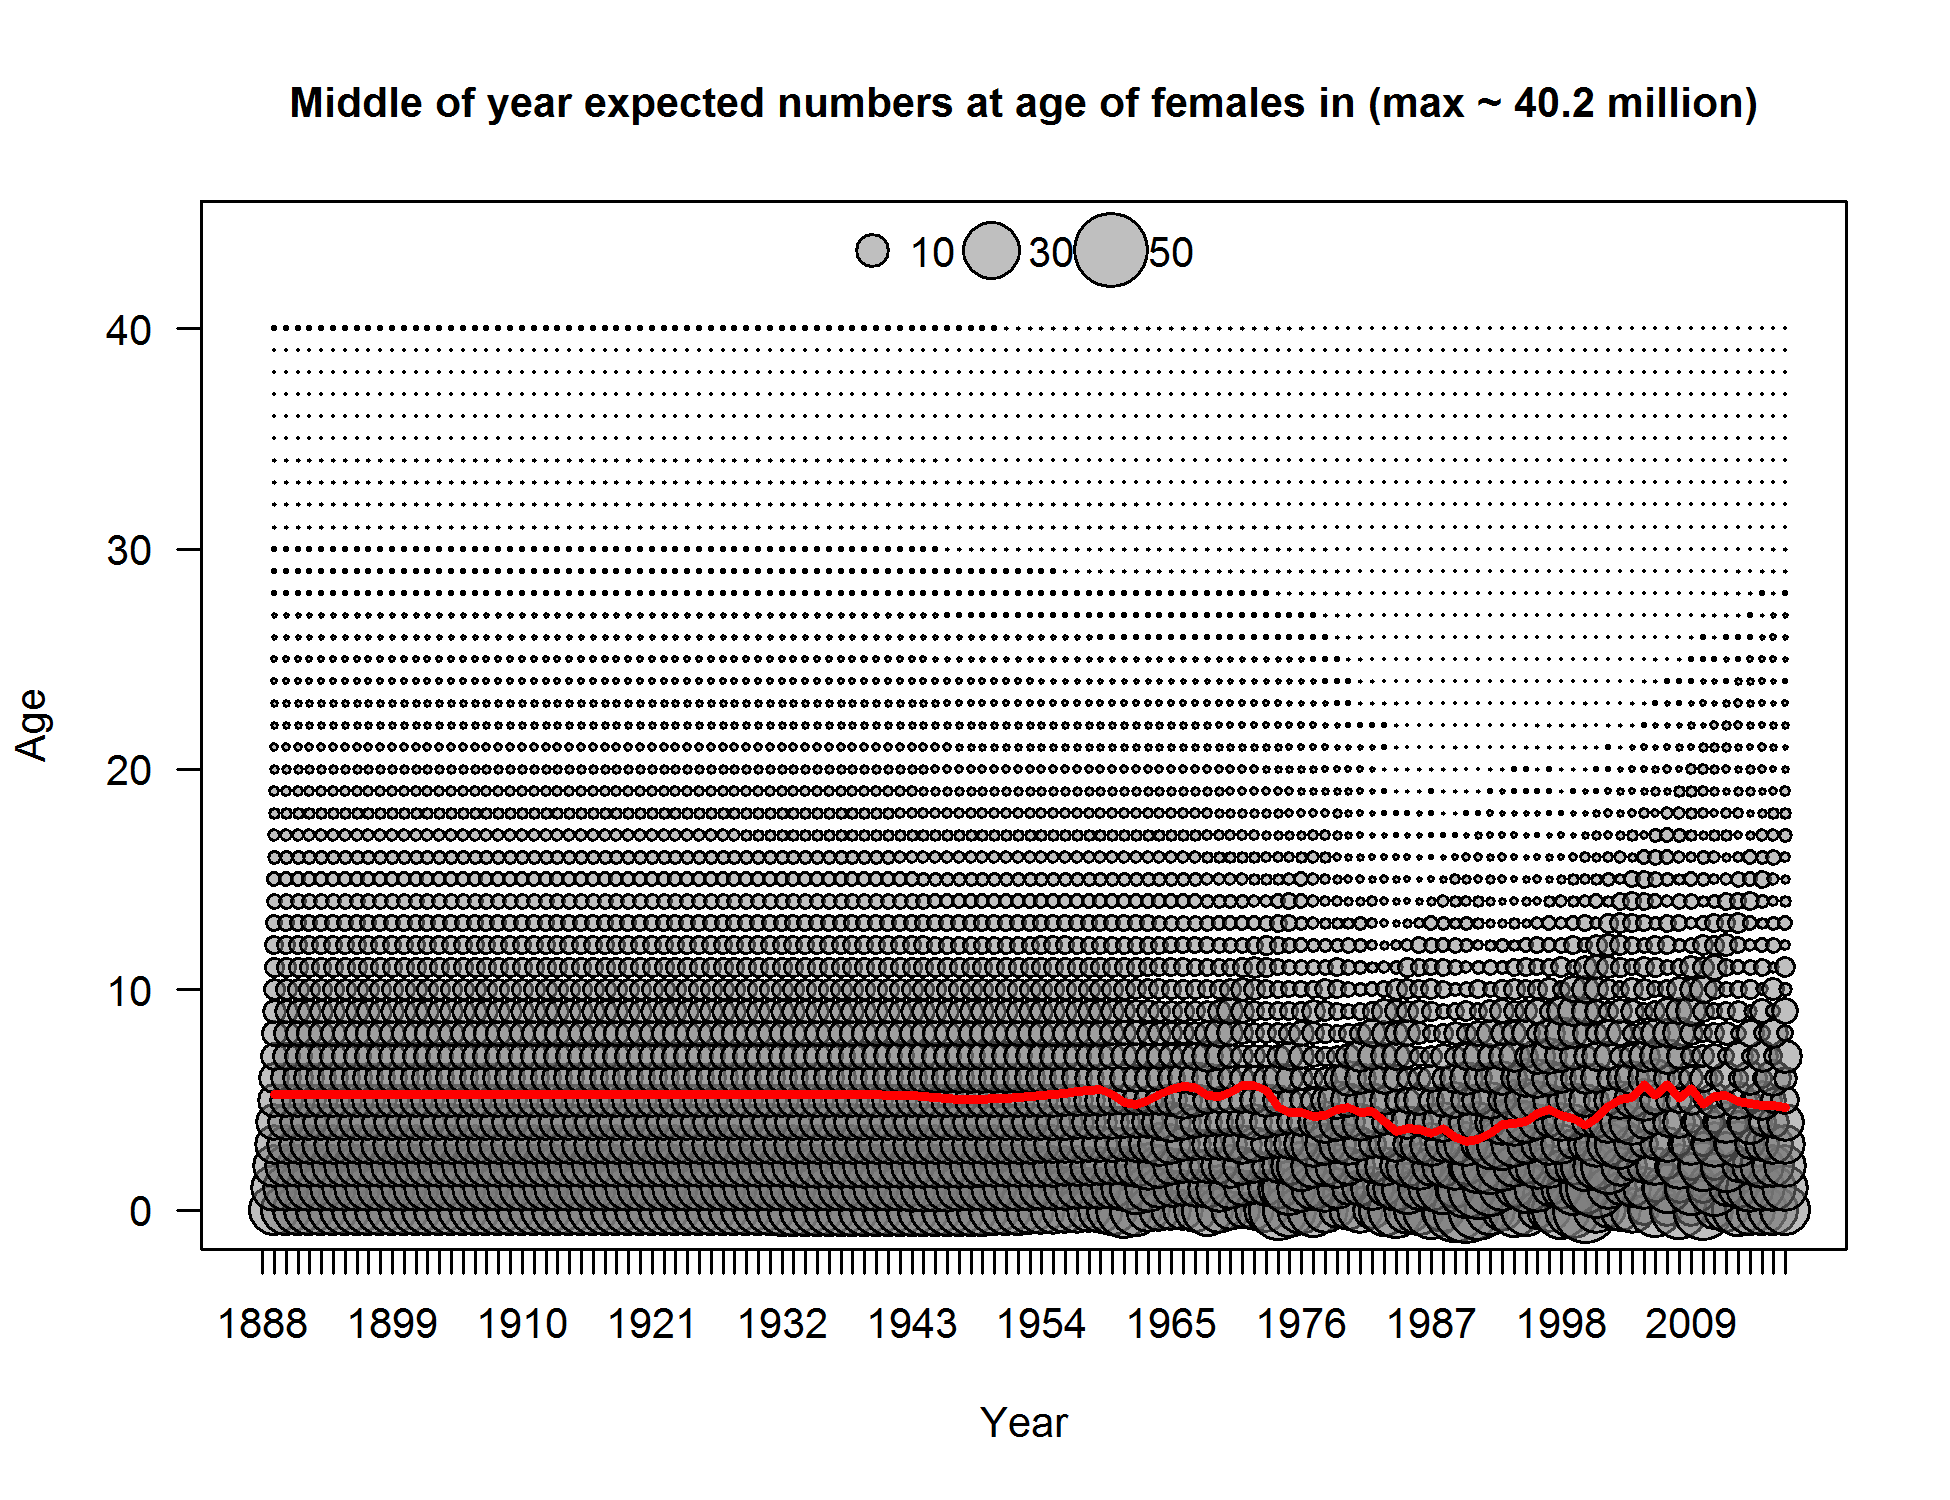 Middle of year expected numbers at age of females in (max ~ 40.2 million)
10 30 50
40
30
20
10
0
Age
1888 1899 1910 1921 1932 1943 1954 1965 1976 1987 1998 2009
Year